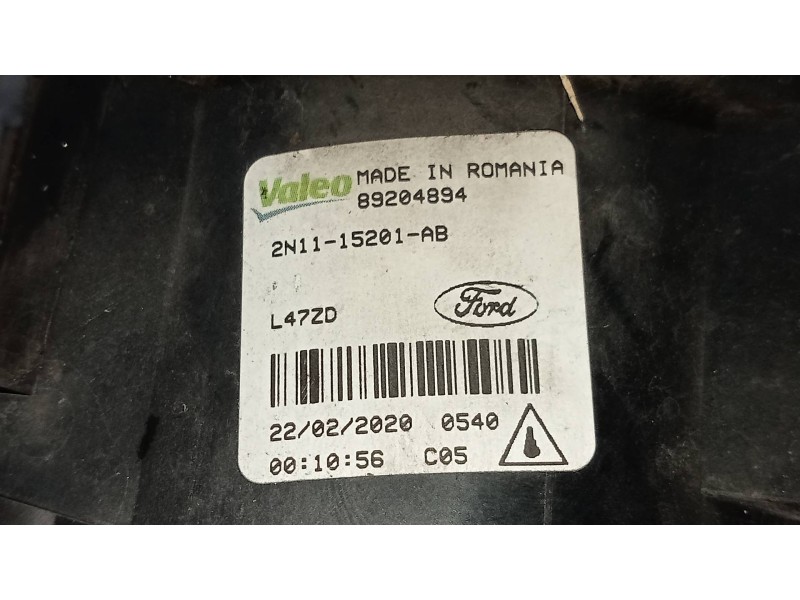 Valeo MADE IN ROMANIA
89204894
2N11-15201-AB
L47ZD Ford
22/02/2020 0540
00:10:56 C05